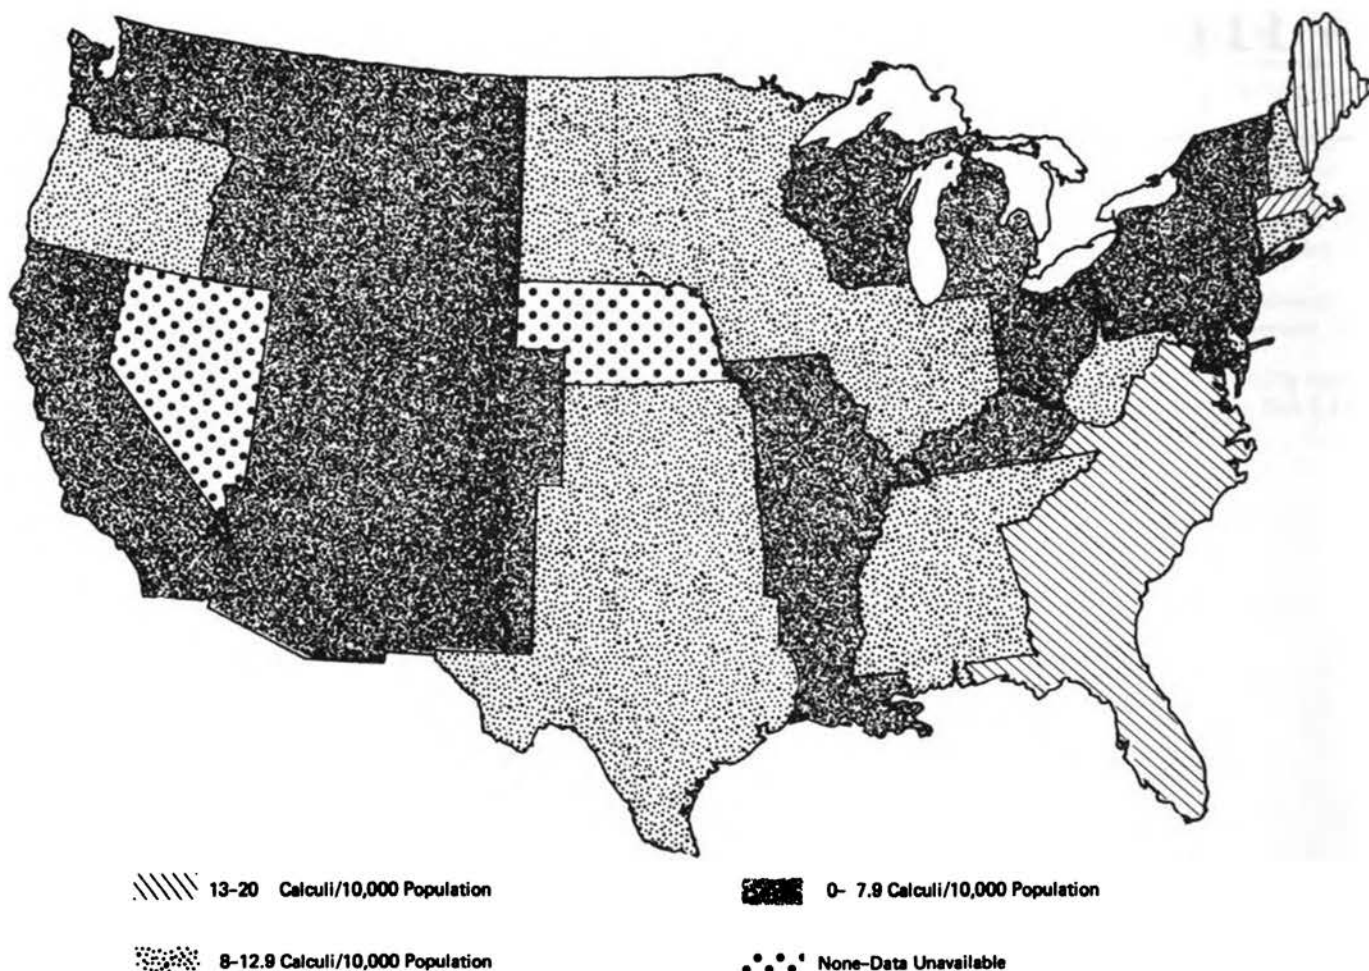 13-20 Calculi/10,000 Population
0- 7.9 Calculi/10,000 Population
8-12.9 Calculi/10,000 Population
None-Data Unavailable